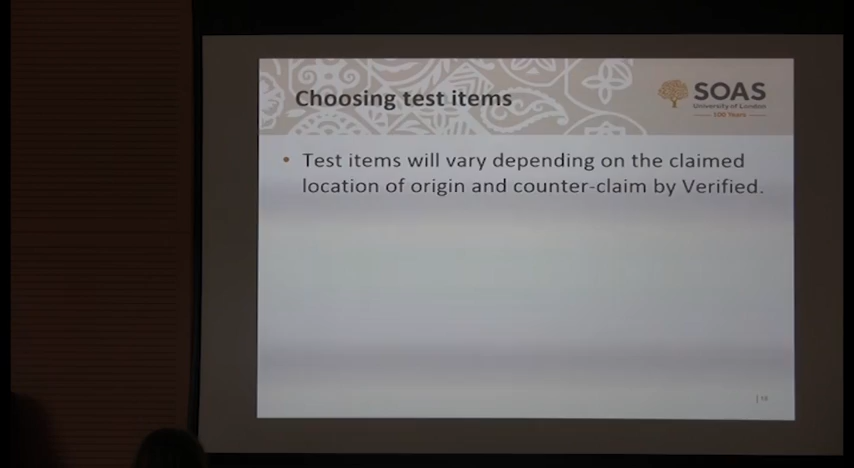 Choosing test items
SOAS
University of London
100 Years
• Test items will vary depending on the claimed
location of origin and counter-claim by Verified.